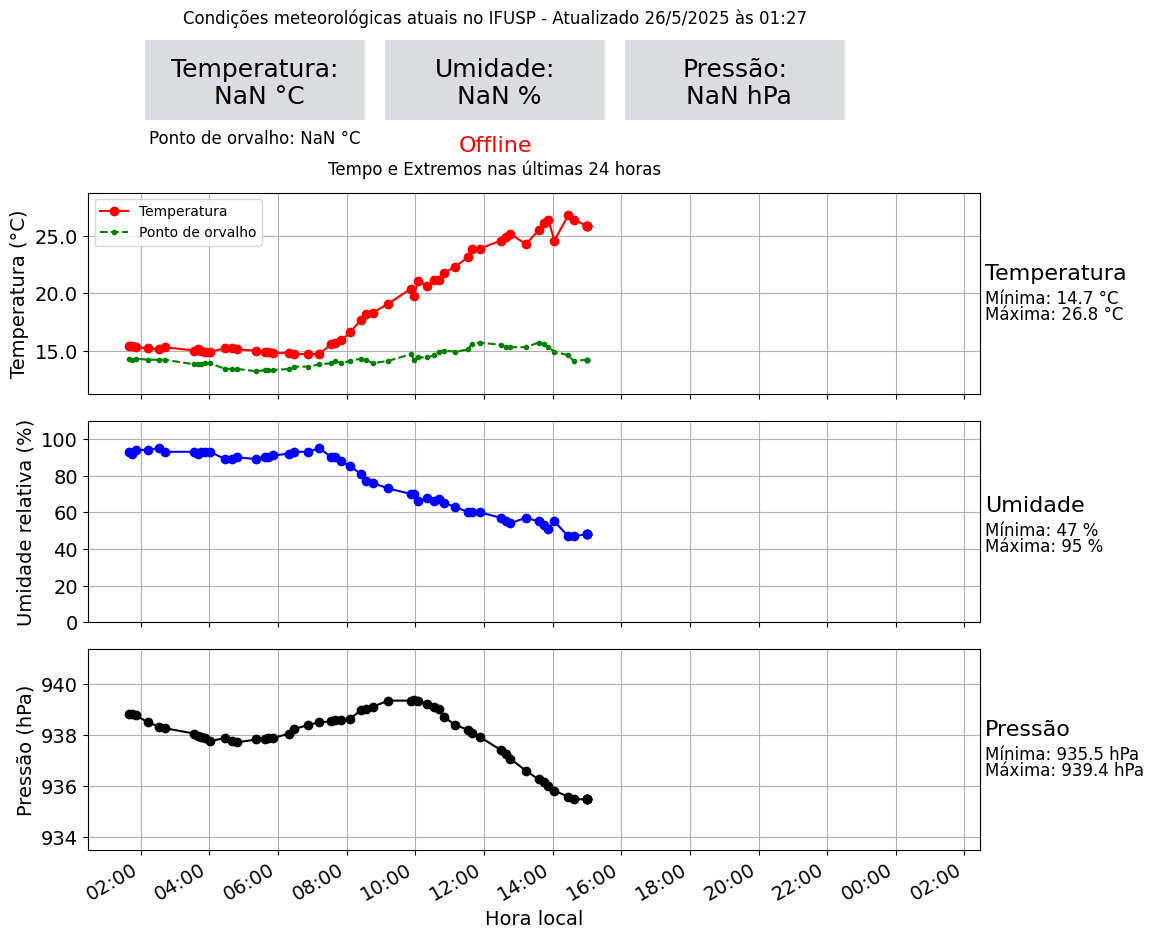 Condições meteorológicas atuais no IFUSP - Atualizado 26/5/2025 às 01:27
Temperatura:
NaN °C
Umidade:
NaN %
Pressão:
NaN hPa
Ponto de orvalho: NaN °C
Offline
Tempo e Extremos nas últimas 24 horas
Temperatura (°C)
25.0
20.0
15.0
Temperatura
Ponto de orvalho
Temperatura
Mínima: 14.7 °C
Máxima: 26.8 °C
Umidade relativa (%)
100
80
60
40
20
0
Umidade
Mínima: 47 %
Máxima: 95 %
Pressão (hPa)
940
938
936
934
Pressão
Mínima: 935.5 hPa
Máxima: 939.4 hPa
02:00 04:00 06:00 08:00 10:00 12:00 14:00 16:00 18:00 20:00 22:00 00:00 02:00
Hora local